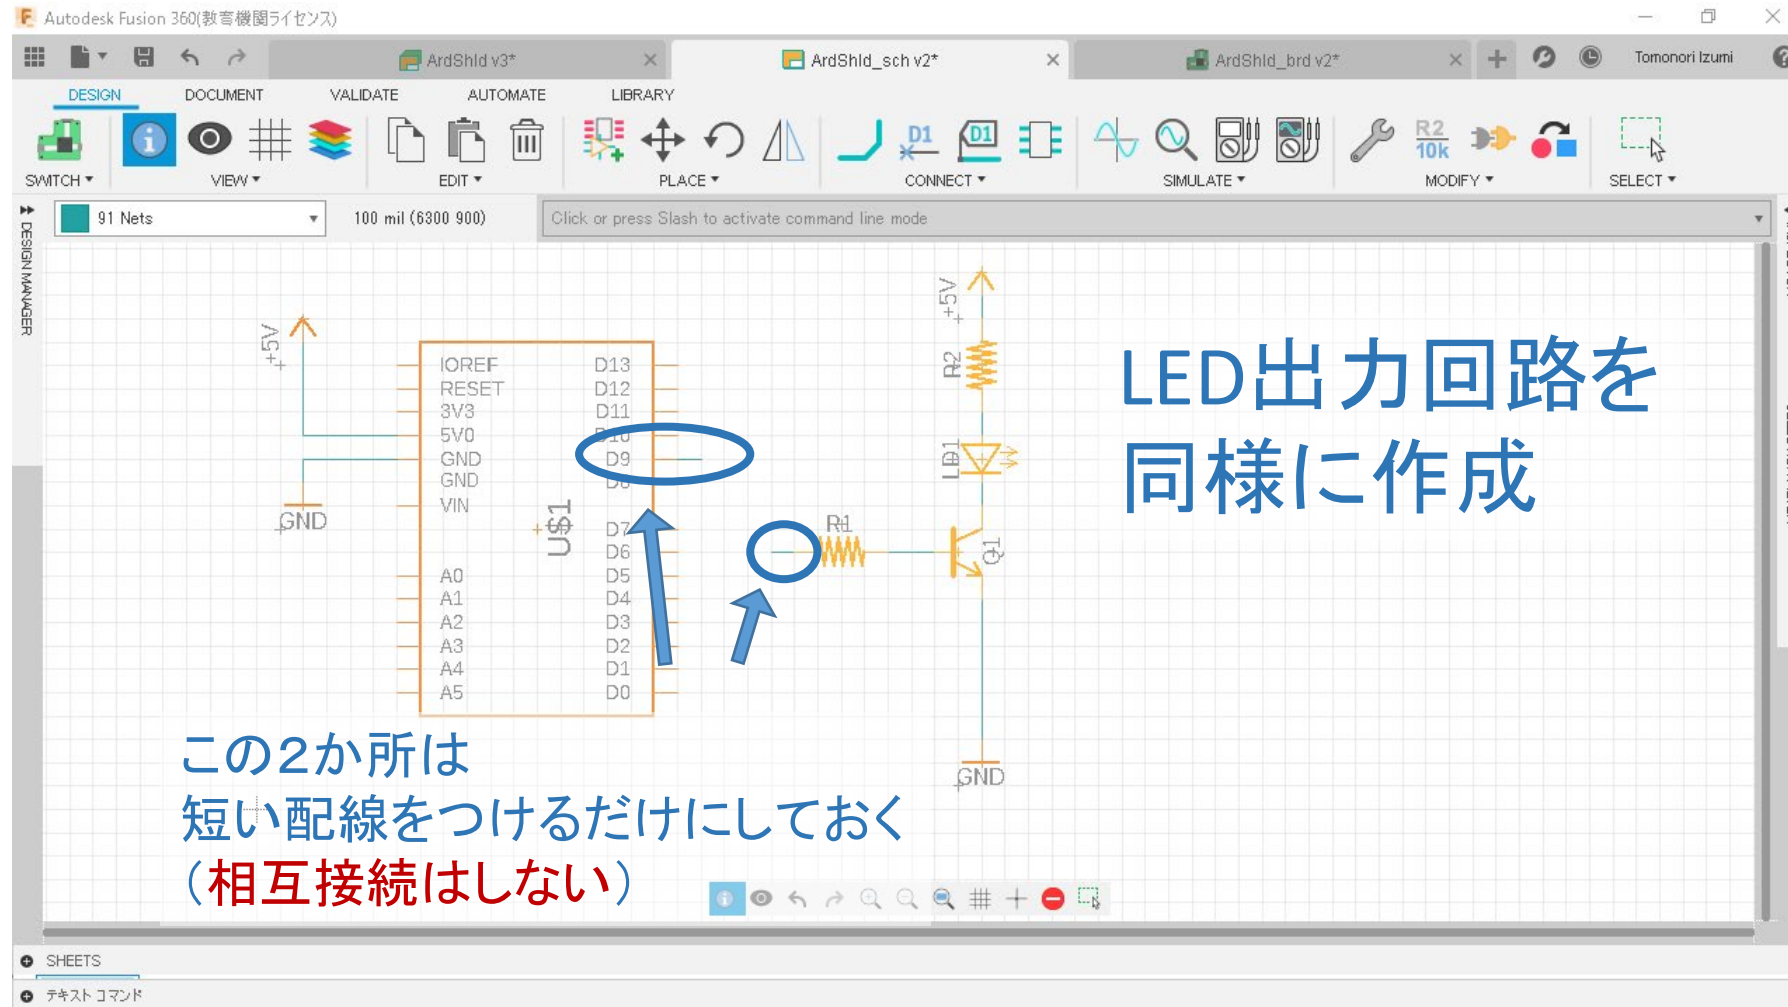 Autodesk Fusion 360(教育機関ライセンス)
ArdShld v3*
ArdShld_sch v2*
ArdShld_brd v2*
Tomonori Izumi
DESIGN
DOCUMENT
VALIDATE
AUTOMATE
LIBRARY
D1
D1
R2
10k
SWITCH
VIEW
EDIT
PLACE
CONNECT
SIMULATE
MODIFY
SELECT
91 Nets
100 mil (6300 900)
Click or press Slash to activate command line mode
DESIGN MANAGER
+5V
IOREF
RESET
3V3
5V0
GND
GND
VIN
A0
A1
A2
A3
A4
A5
D13
D12
D11
D10
D9
D8
D7
D6
D5
D4
D3
D2
D1
D0
U$1
GND
+5V
R2
LED1
R1
Q1
GND
LED出力回路を
同様に作成
この２か所は
短い配線をつけるだけにしておく
（相互接続はしない）
SHEETS
テキスト コマンド